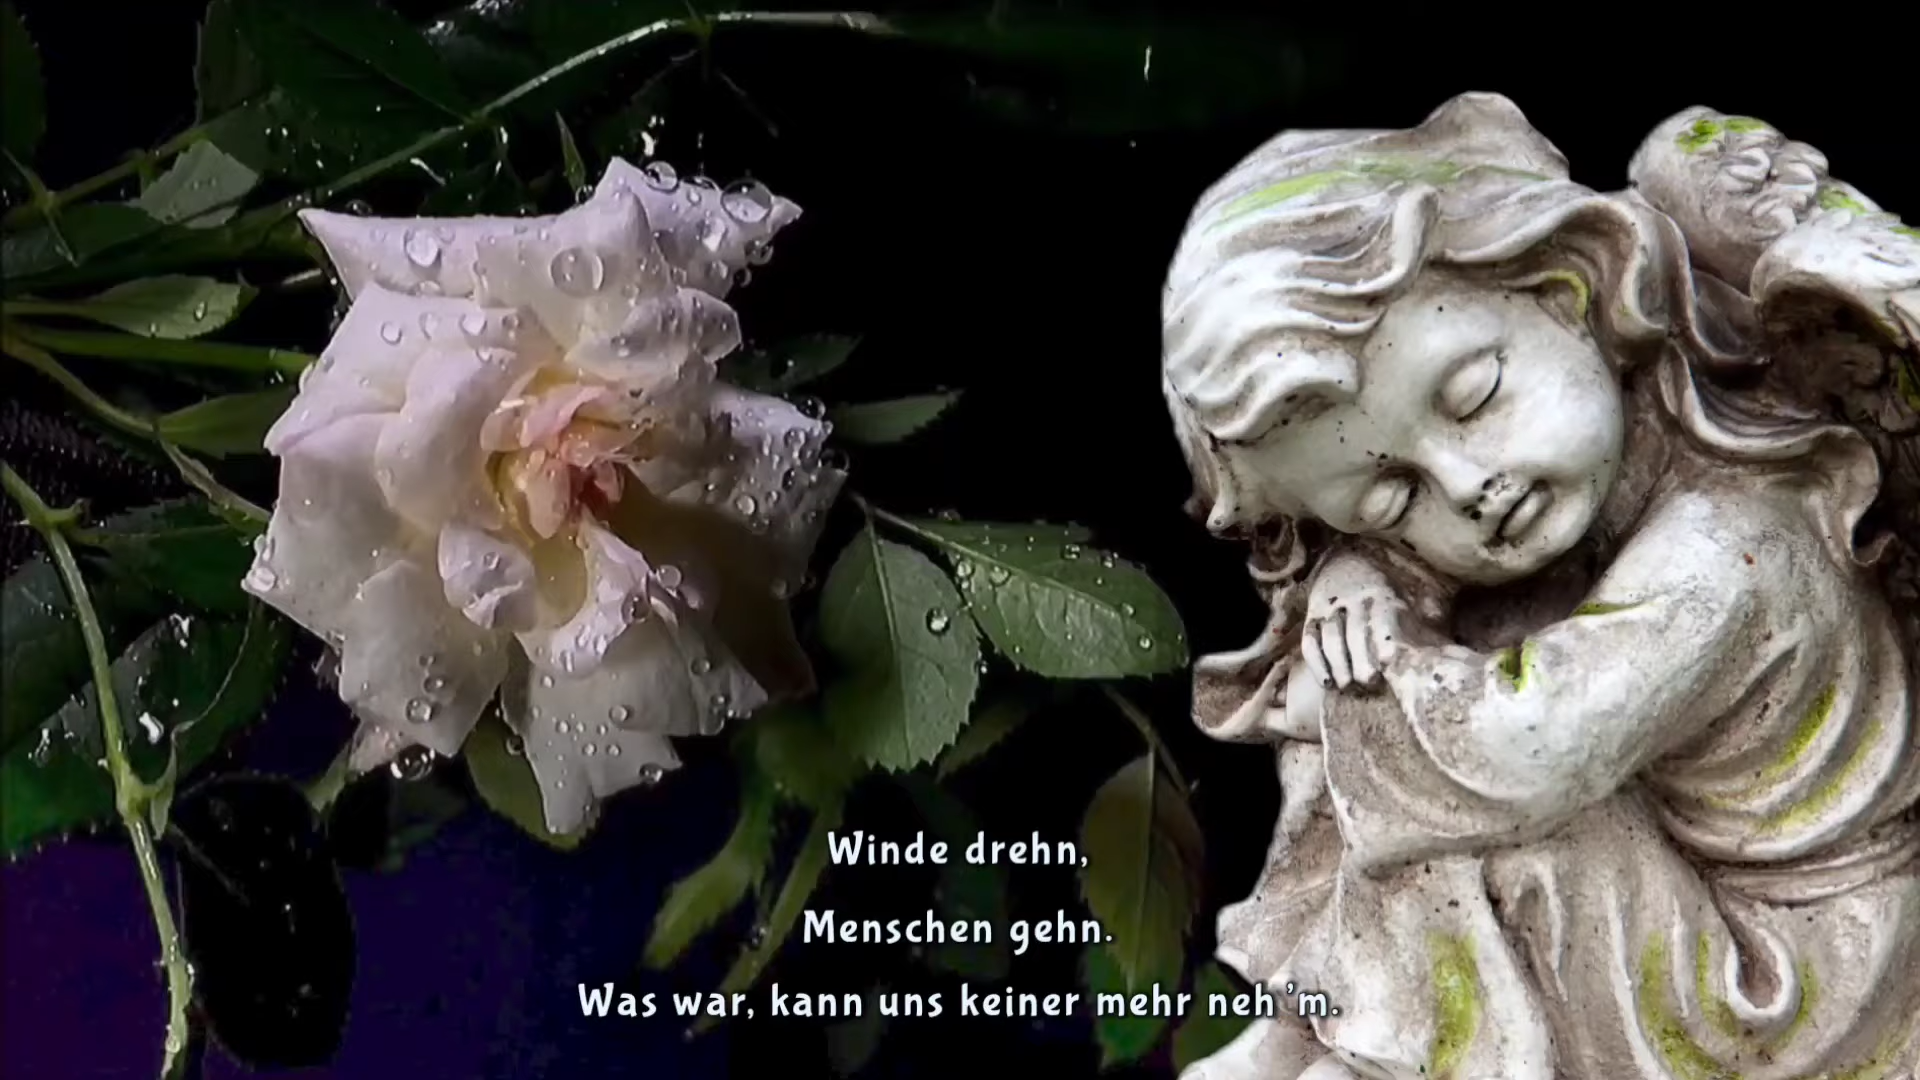 Winde drehn,
Menschen gehn.
Was war, kann uns keiner mehr neh'm.